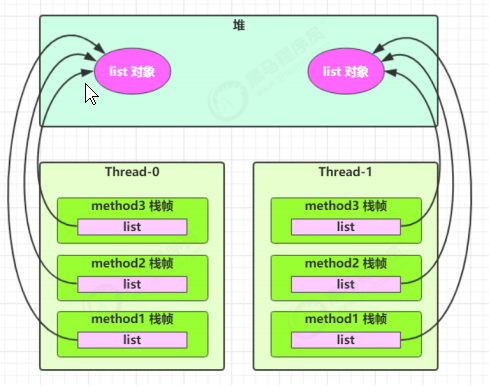 堆
list 对象
list 对象
Thread-0
method3 栈帧
list
method2 栈帧
list
method1 栈帧
list
Thread-1
method3 栈帧
list
method2 栈帧
list
method1 栈帧
list